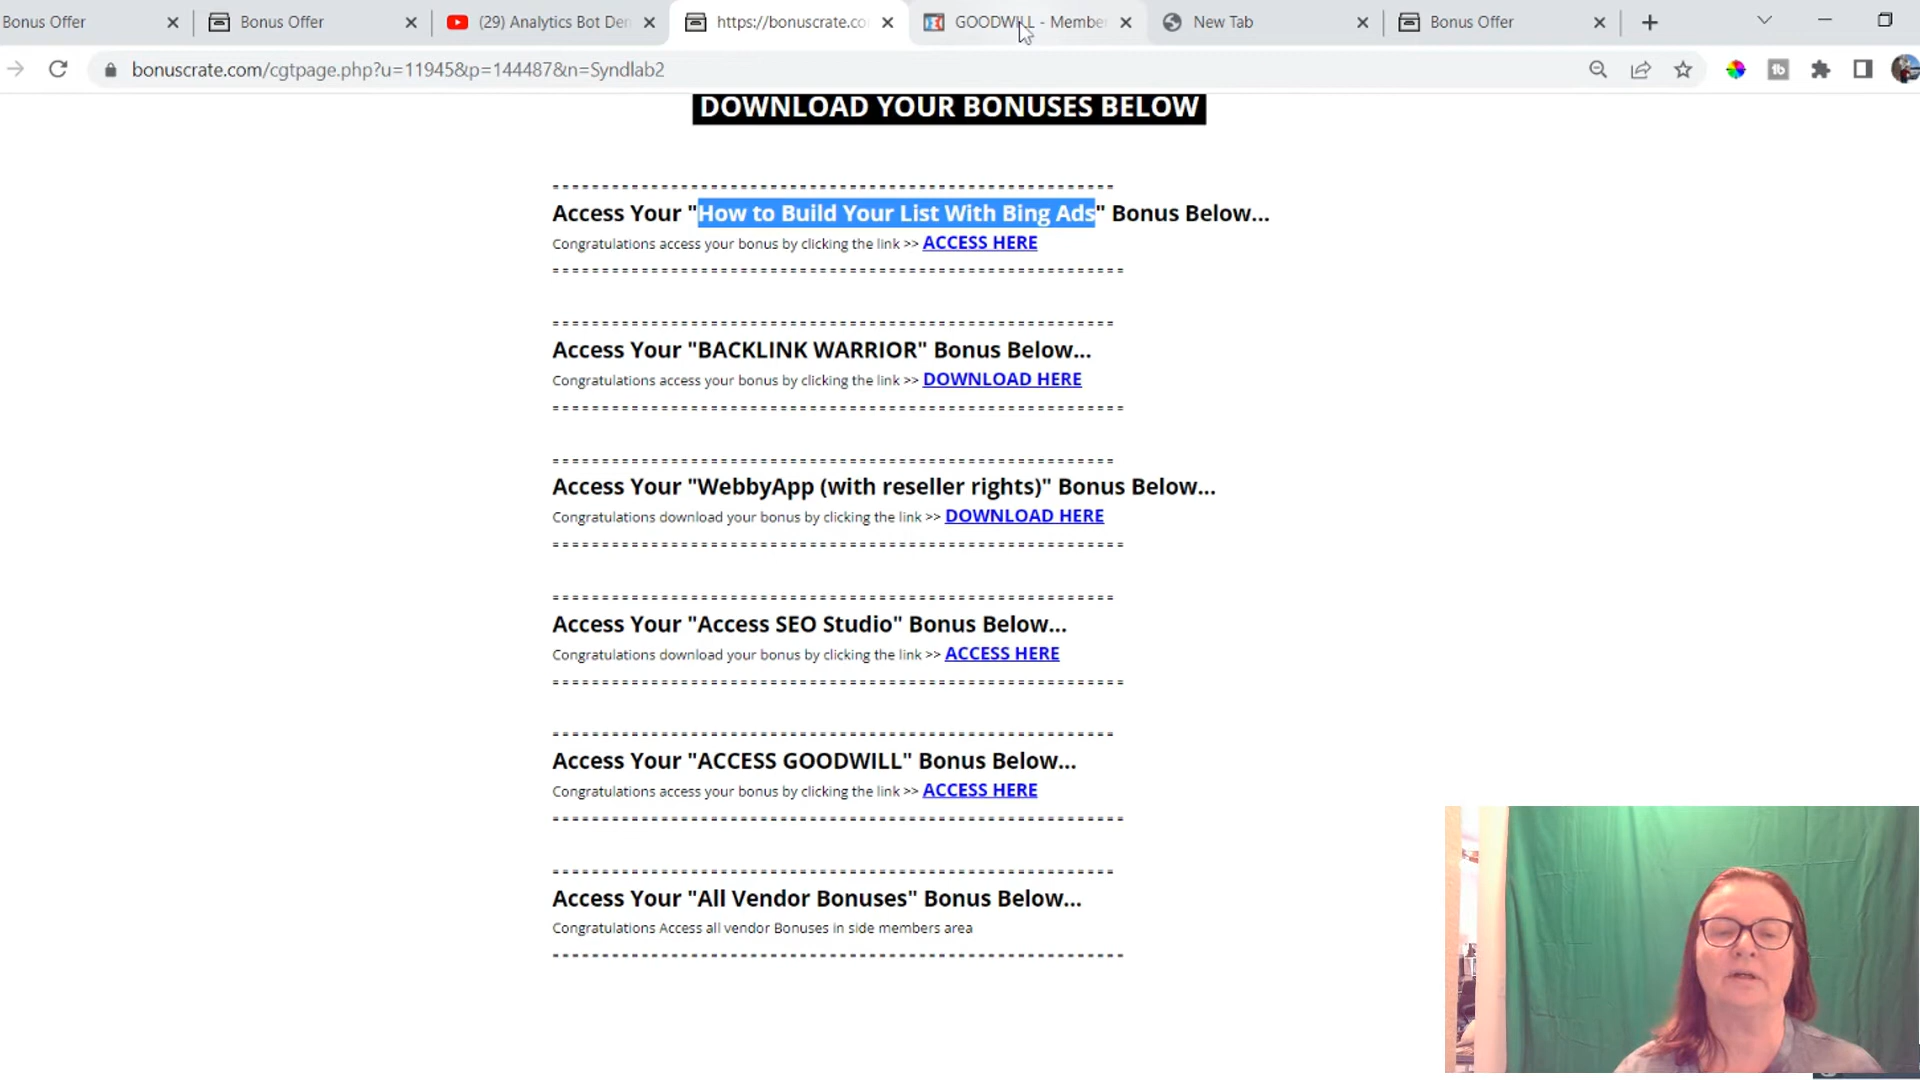 Bonus Offer
Bonus Offer
(29) Analytics Bot Den
https://bonuscrate.co
GOODWILL - Member
New Tab
Bonus Offer
bonuscrate.com/cgtpage.php?u=11945&p=144487&n=Syndlab2
DOWNLOAD YOUR BONUSES BELOW
Access Your "How to Build Your List With Bing Ads" Bonus Below...
Congratulations access your bonus by clicking the link >> ACCESS HERE
Access Your "BACKLINK WARRIOR" Bonus Below...
Congratulations access your bonus by clicking the link >> DOWNLOAD HERE
Access Your "WebbyApp (with reseller rights)" Bonus Below...
Congratulations download your bonus by clicking the link >> DOWNLOAD HERE
Access Your "Access SEO Studio" Bonus Below...
Congratulations download your bonus by clicking the link >> ACCESS HERE
Access Your "ACCESS GOODWILL" Bonus Below...
Congratulations access your bonus by clicking the link >> ACCESS HERE
Access Your "All Vendor Bonuses" Bonus Below...
Congratulations Access all vendor Bonuses in side members area